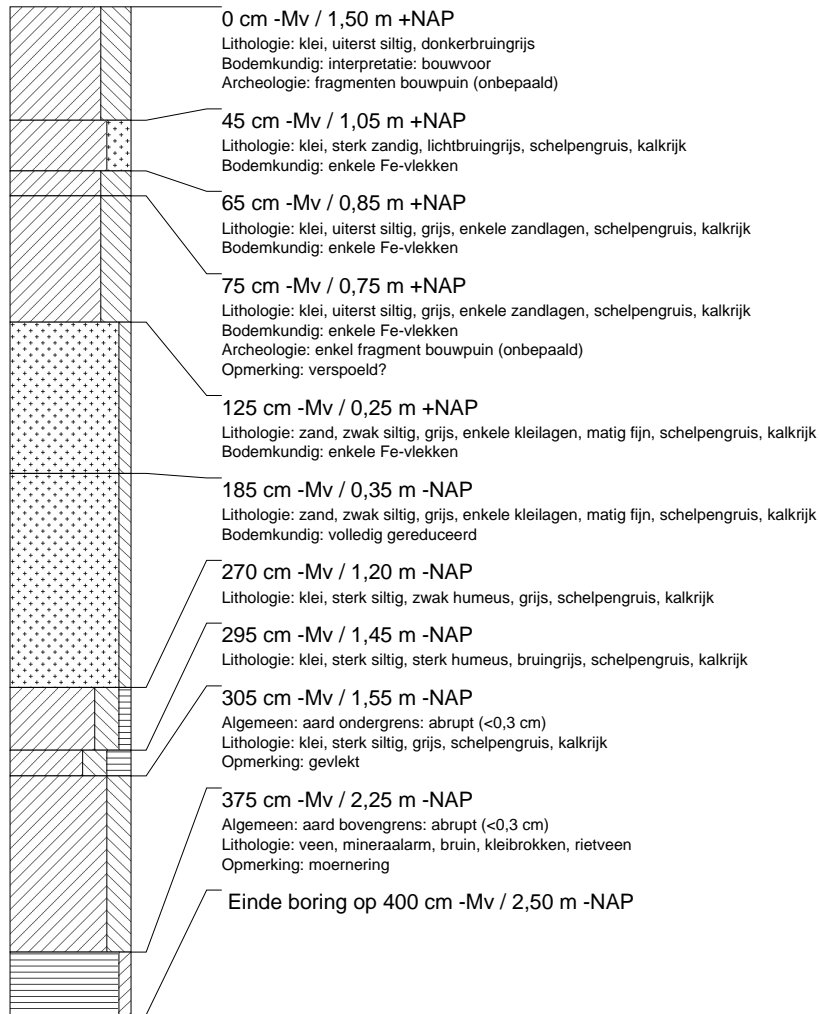 0 cm -Mv / 1,50 m +NAP
Lithologie: klei, uiterst siltig, donkerbruingrijs
Bodemkundig: interpretatie: bouwvoor
Archeologie: fragmenten bouwpuin (onbepaald)
45 cm -Mv / 1,05 m +NAP
Lithologie: klei, sterk zandig, lichtbruingrijs, schelpengruis, kalkrijk
Bodemkundig: enkele Fe-vlekken
65 cm -Mv / 0,85 m +NAP
Lithologie: klei, uiterst siltig, grijs, enkele zandlagen, schelpengruis, kalkrijk
Bodemkundig: enkele Fe-vlekken
75 cm -Mv / 0,75 m +NAP
Lithologie: klei, uiterst siltig, grijs, enkele zandlagen, schelpengruis, kalkrijk
Bodemkundig: enkele Fe-vlekken
Archeologie: enkel fragment bouwpuin (onbepaald)
Opmerking: verspoeld?
125 cm -Mv / 0,25 m +NAP
Lithologie: zand, zwak siltig, grijs, enkele kleilagen, matig fijn, schelpengruis, kalkrijk
Bodemkundig: enkele Fe-vlekken
185 cm -Mv / 0,35 m -NAP
Lithologie: zand, zwak siltig, grijs, enkele kleilagen, matig fijn, schelpengruis, kalkrijk
Bodemkundig: volledig gereduceerd
270 cm -Mv / 1,20 m -NAP
Lithologie: klei, sterk siltig, zwak humeus, grijs, schelpengruis, kalkrijk
295 cm -Mv / 1,45 m -NAP
Lithologie: klei, sterk siltig, sterk humeus, bruingrijs, schelpengruis, kalkrijk
305 cm -Mv / 1,55 m -NAP
Algemeen: aard ondergrens: abrupt (<0,3 cm)
Lithologie: klei, sterk siltig, grijs, schelpengruis, kalkrijk
Opmerking: gevlekt
375 cm -Mv / 2,25 m -NAP
Algemeen: aard bovengrens: abrupt (<0,3 cm)
Lithologie: veen, mineraalarm, bruin, kleibrokken, rietveen
Opmerking: moernering
Einde boring op 400 cm -Mv / 2,50 m -NAP